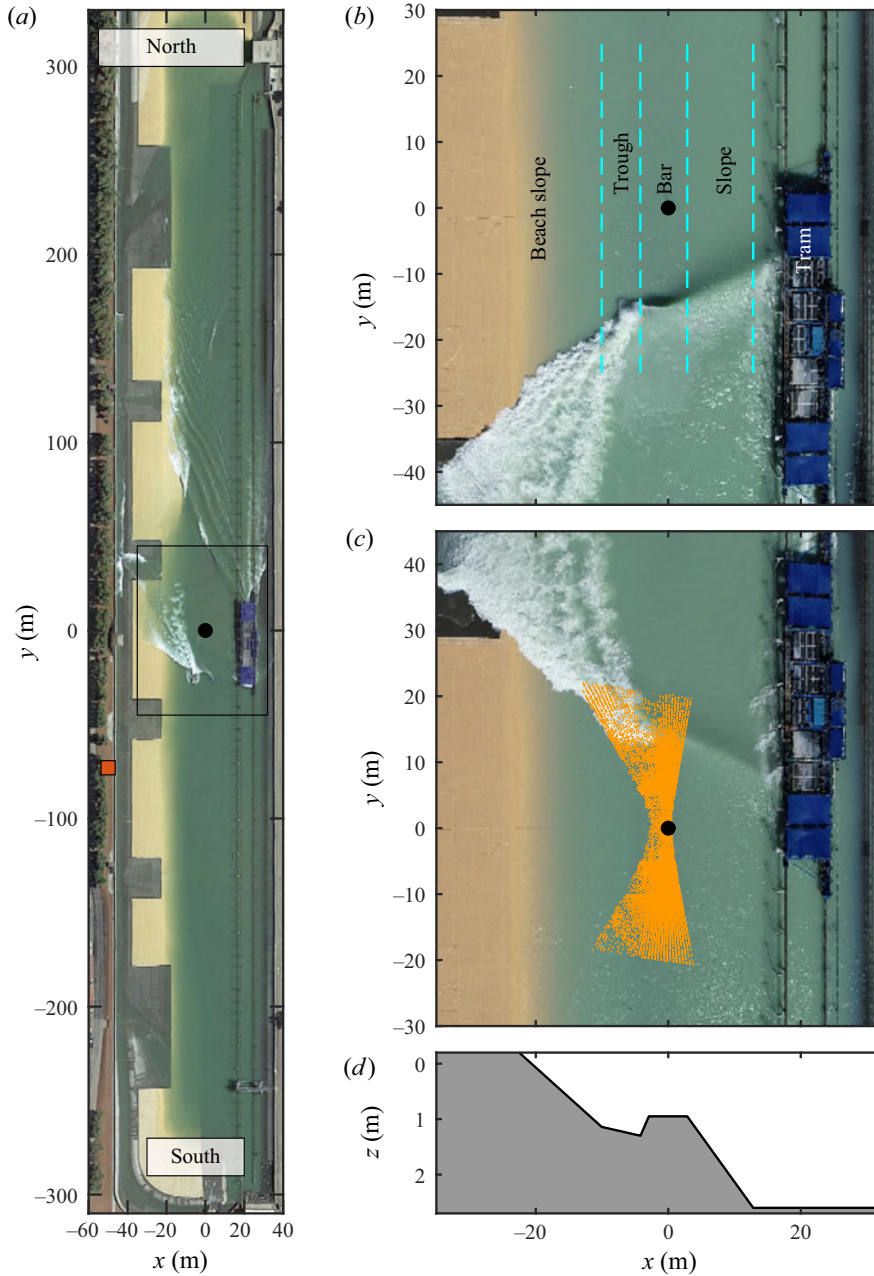 (a)
North
300
200
100
0
−100
−200
−300
y (m)
South
−60 −40 −20 0 20 40
x (m)
(b)
30
20
10
0
−10
−20
−30
−40
y (m)
Beach slope
Trough
Bar
Slope
Tram
(c)
40
30
20
10
0
−10
−20
−30
y (m)
(d)
0
1
2
z (m)
−20 0 20
x (m)